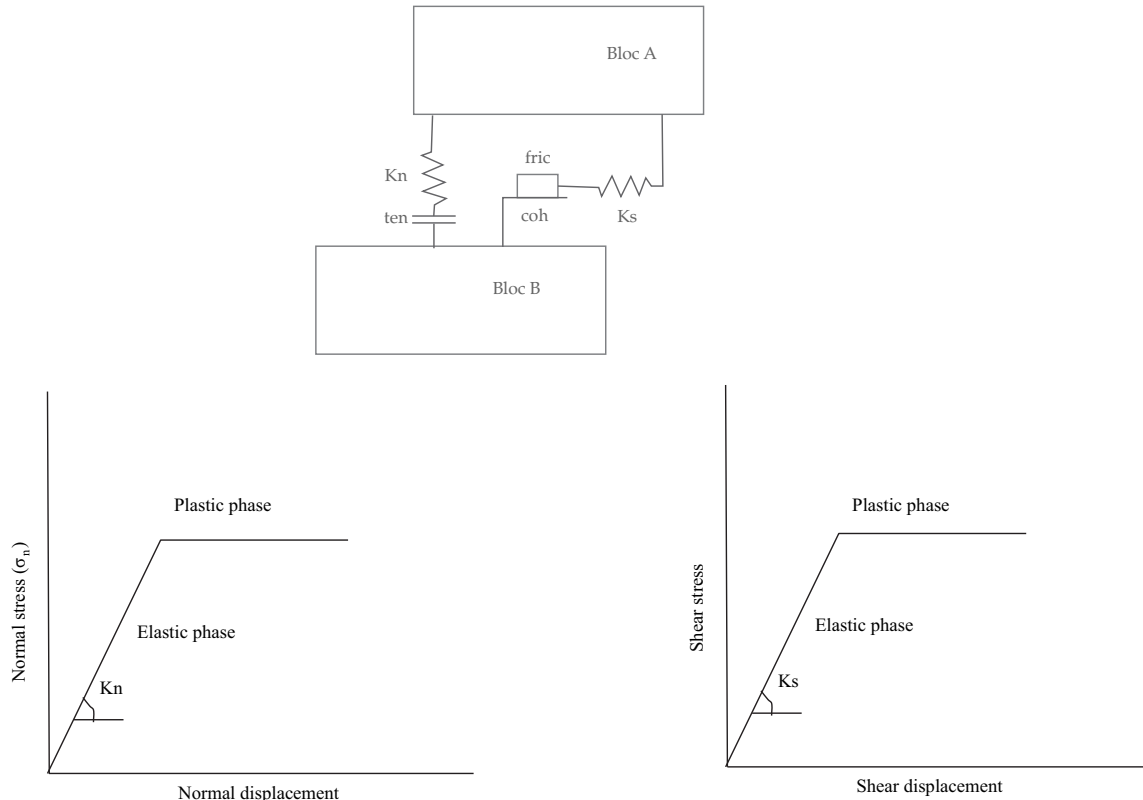 Bloc A
fric
Kn
ten
coh
Ks
Bloc B
Normal stress (σn)
Plastic phase
Elastic phase
Kn
Normal displacement
Shear stress
Plastic phase
Elastic phase
Ks
Shear displacement